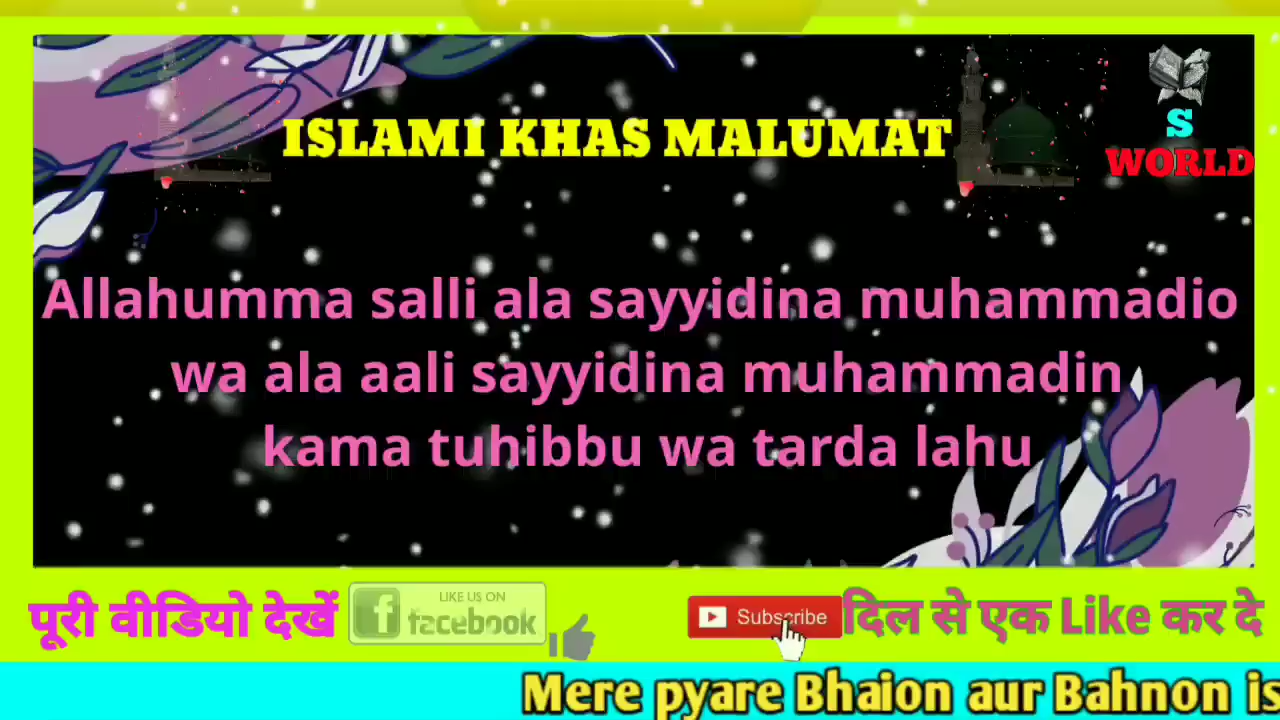 ISLAMI KHAS MALUMAT
S
WORLD
Allahumma salli ala sayyidina muhammadio
wa ala aali sayyidina muhammadin
kama tuhibbu wa tarda lahu
पूरी वीडियो देखें
LIKE US ON
facebook
Subscribe
दिल से एक Like कर दे
Mere pyare Bhaion aur Bahnon is